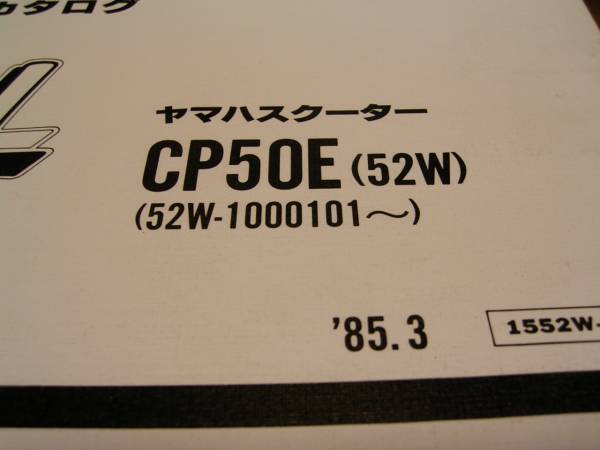 カタログ
ヤマハスクーター
CP50E (52W)
(52W-1000101～)
'85.3
1552W-